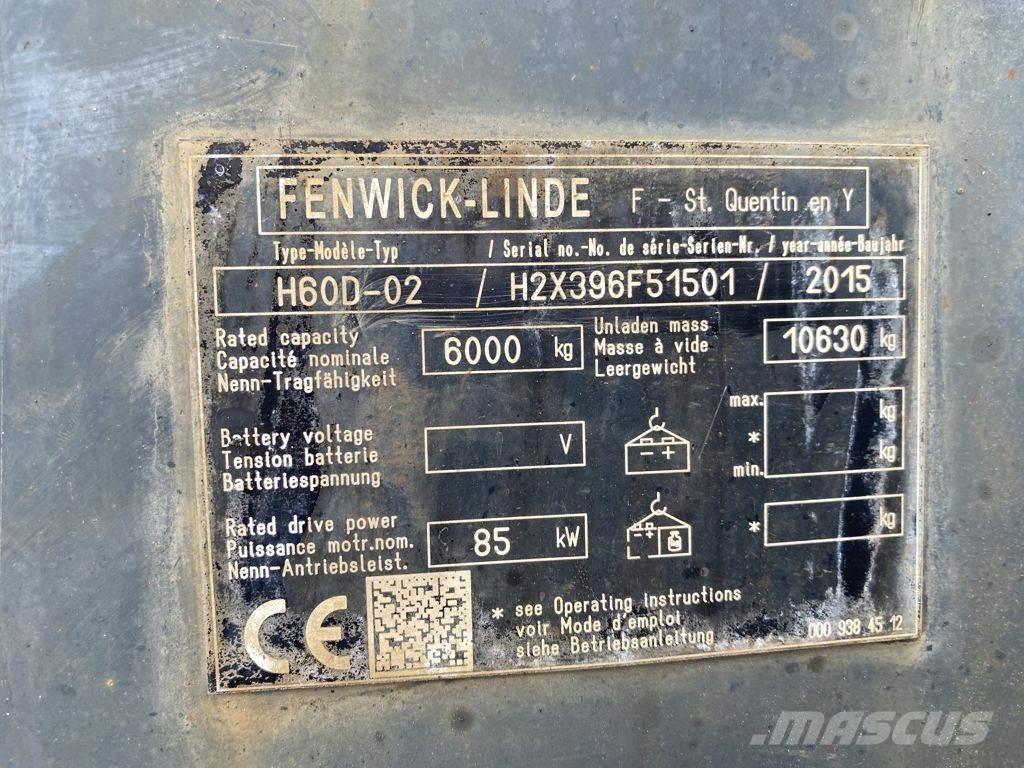 FENWICK-LINDE F - St. Quentin en Y
Type-Modèle-Typ / Serial no.-No. de série-Serien-Nr. / year-année-Baujahr
H60D-02 / H2X396F51501 / 2015
Rated capacity
Capacité nominale
Nenn-Tragfähigkeit
6000 kg
Unladen mass
Masse à vide
Leergewicht
10630 kg
Battery voltage
Tension batterie
Batteriespannung
V
- +
max. kg
* kg
min.
Rated drive power
Puissance motr.nom.
Nenn-Antriebsleist.
85 kW
- +
* kg
CE
* see Operating instructions
voir Mode d'emploi
siehe Betriebsanleitung
000 938 45 12
MASCUS